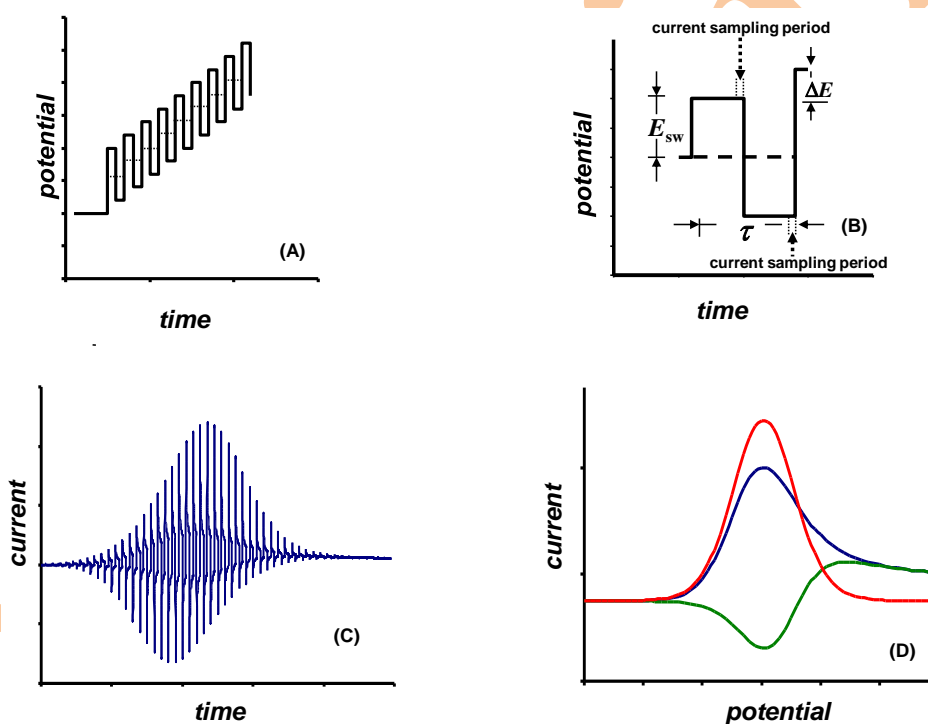 potential
(A)
time
current sampling period
ΔE
E_sw
potential
τ
(B)
current sampling period
time
current
(C)
time
current
(D)
potential